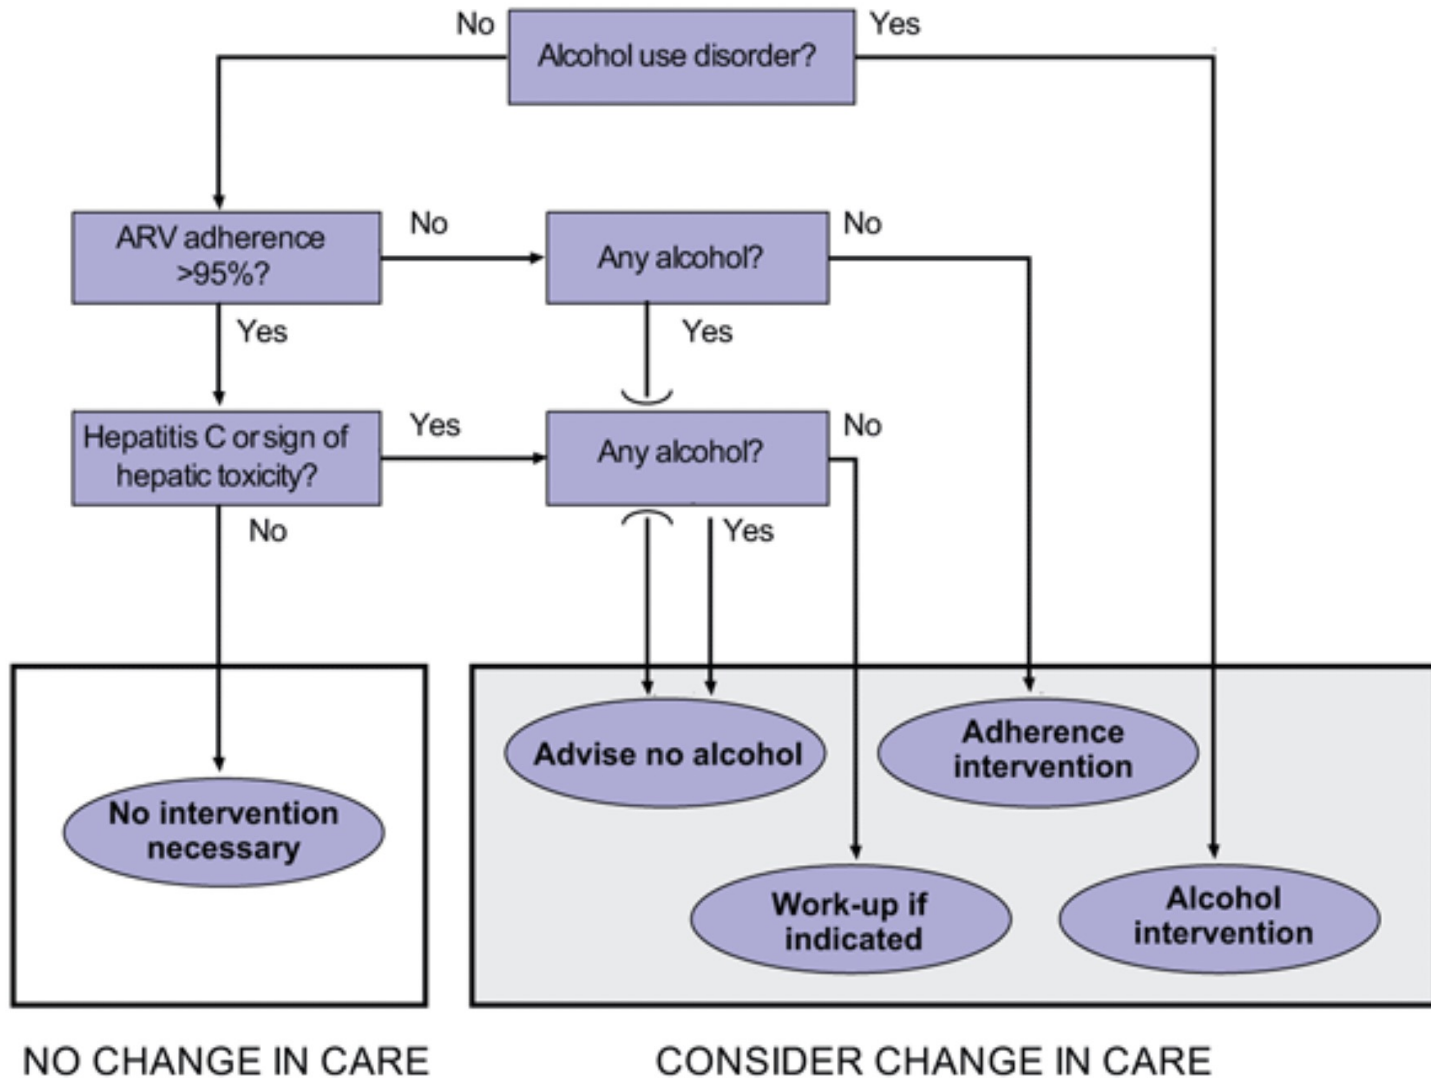 No
Alcohol use disorder?
Yes
ARV adherence
>95%?
No
Any alcohol?
No
Yes
Yes
Hepatitis C or sign of
hepatic toxicity?
Yes
Any alcohol?
No
No
Yes
Advise no alcohol
Adherence
intervention
No intervention
necessary
Work-up if
indicated
Alcohol
intervention
NO CHANGE IN CARE
CONSIDER CHANGE IN CARE